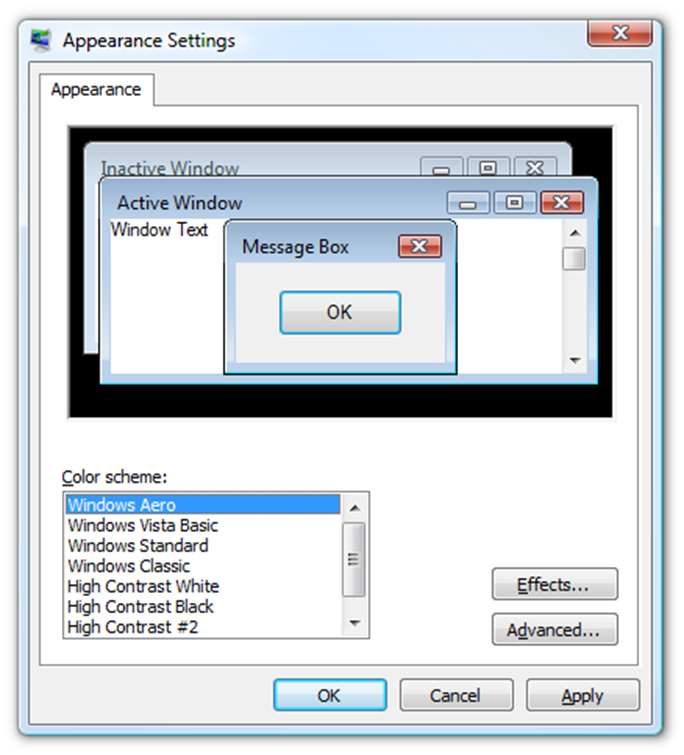 Appearance Settings
Appearance
Inactive Window
Active Window
Window Text
Message Box
OK
Color scheme:
Windows Aero
Windows Vista Basic
Windows Standard
Windows Classic
High Contrast White
High Contrast Black
High Contrast #2
Effects...
Advanced...
OK
Cancel
Apply